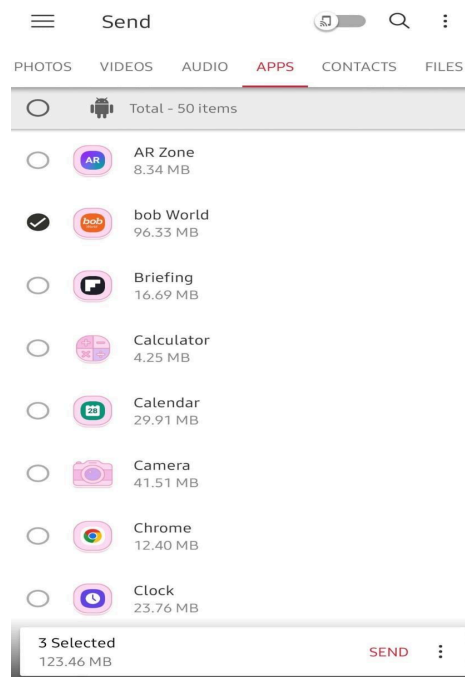 Send
PHOTOS VIDEOS AUDIO APPS CONTACTS FILES
Total - 50 items
AR
AR Zone
8.34 MB
bob
bob World
96.33 MB
Briefing
16.69 MB
Calculator
4.25 MB
28
Calendar
29.91 MB
Camera
41.51 MB
Chrome
12.40 MB
Clock
23.76 MB
3 Selected
123.46 MB
SEND